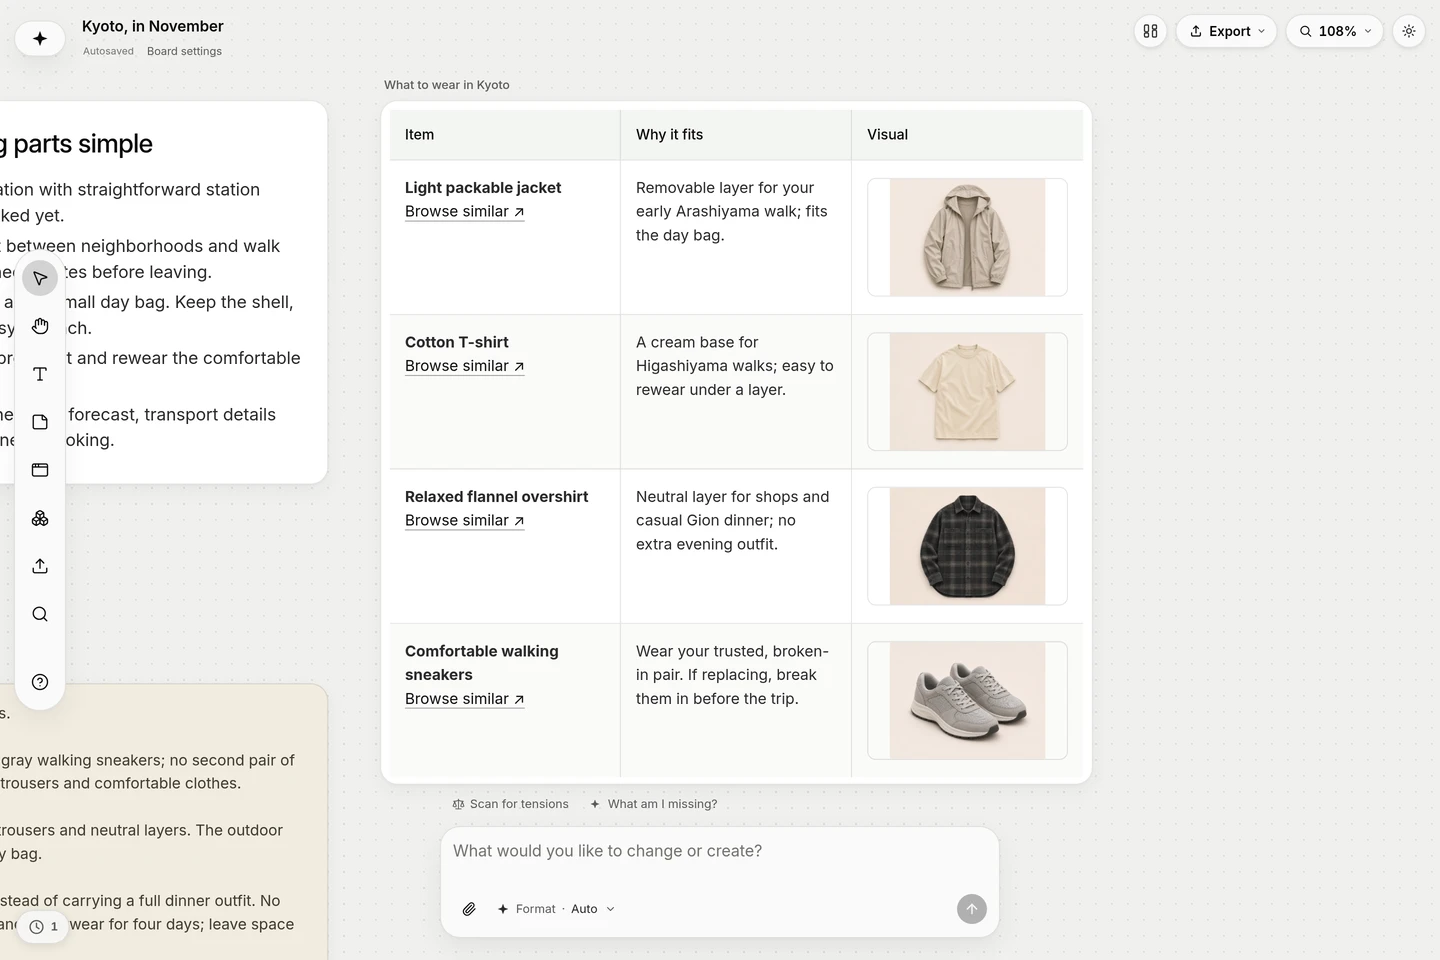 Kyoto, in November
Autosaved Board settings
Export
108%
g parts simple
ation with straightforward station
ked yet.
between neighborhoods and walk
tes before leaving.
mall day bag. Keep the shell,
ch.
t and rewear the comfortable
forecast, transport details
oking.
What to wear in Kyoto
Item
Why it fits
Visual
Light packable jacket
Browse similar ↗
Removable layer for your
early Arashiyama walk; fits
the day bag.
Cotton T-shirt
Browse similar ↗
A cream base for
Higashiyama walks; easy to
rewear under a layer.
Relaxed flannel overshirt
Browse similar ↗
Neutral layer for shops and
casual Gion dinner; no
extra evening outfit.
Comfortable walking
sneakers
Browse similar ↗
Wear your trusted, broken-
in pair. If replacing, break
them in before the trip.
s.
gray walking sneakers; no second pair of
trousers and comfortable clothes.
trousers and neutral layers. The outdoor
y bag.
stead of carrying a full dinner outfit. No
wear for four days; leave space
1
Scan for tensions
What am I missing?
What would you like to change or create?
Format · Auto